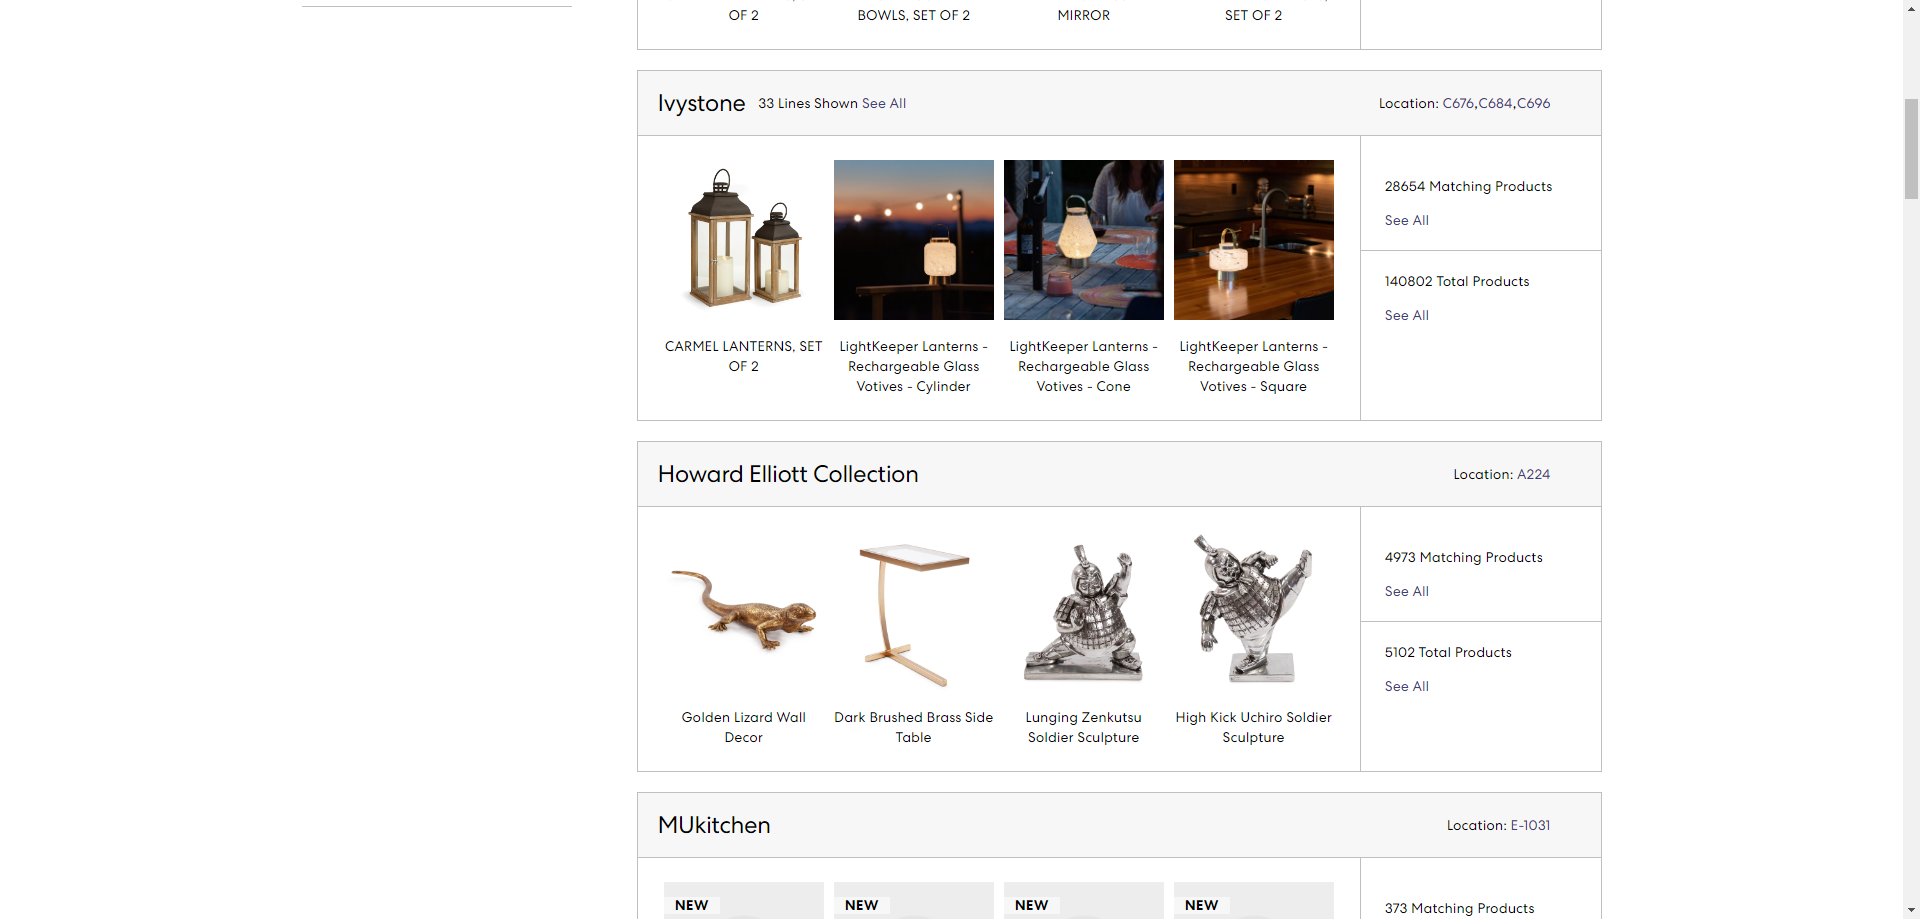 OF 2
BOWLS, SET OF 2
MIRROR
SET OF 2
Ivystone 33 Lines Shown See All
Location: C676,C684,C696
CARMEL LANTERNS, SET
OF 2
LightKeeper Lanterns -
Rechargeable Glass
Votives - Cylinder
LightKeeper Lanterns -
Rechargeable Glass
Votives - Cone
LightKeeper Lanterns -
Rechargeable Glass
Votives - Square
28654 Matching Products
See All
140802 Total Products
See All
Howard Elliott Collection
Location: A224
Golden Lizard Wall
Decor
Dark Brushed Brass Side
Table
Lunging Zenkutsu
Soldier Sculpture
High Kick Uchiro Soldier
Sculpture
4973 Matching Products
See All
5102 Total Products
See All
MUkitchen
Location: E-1031
NEW
NEW
NEW
NEW
373 Matching Products